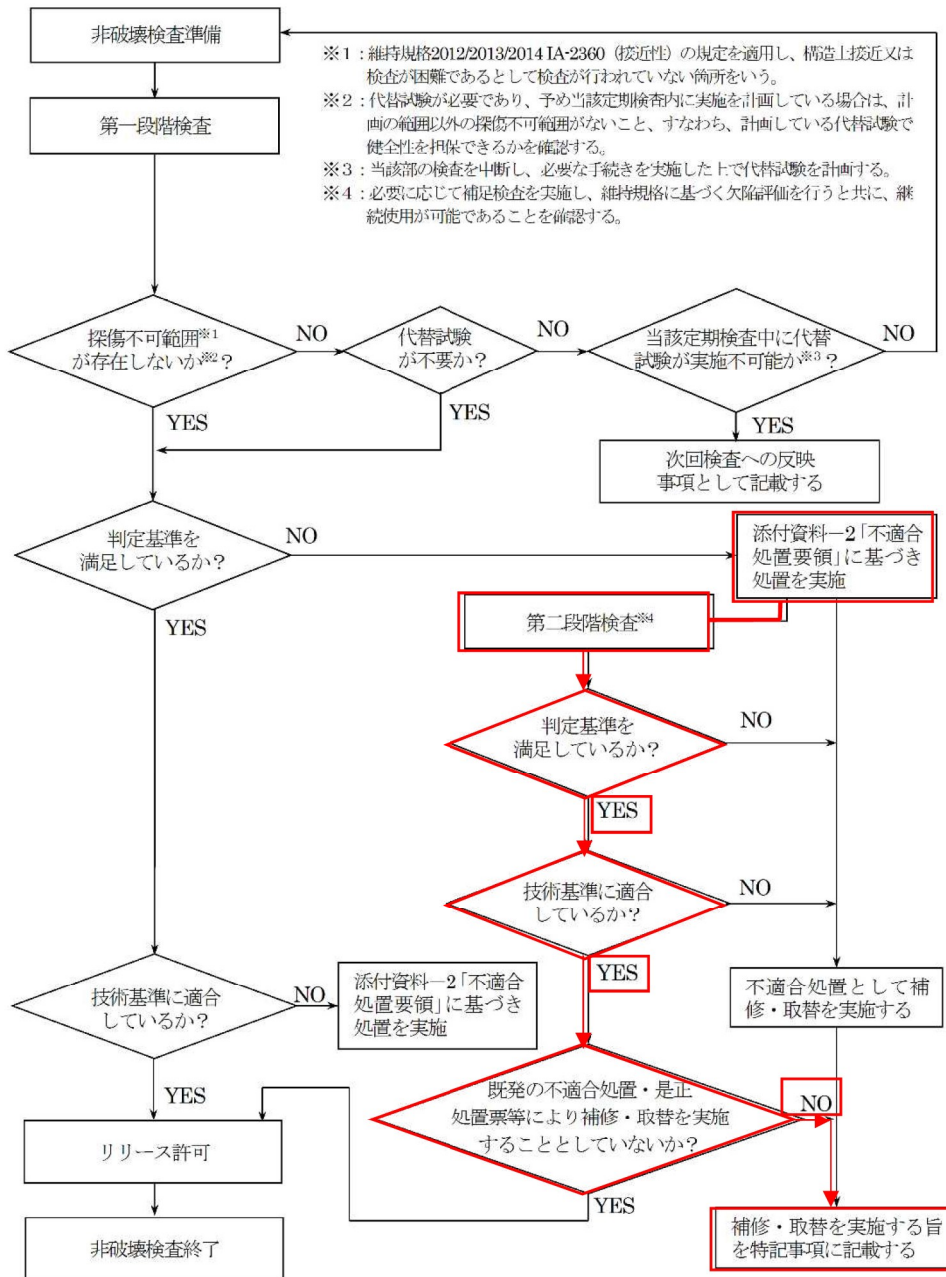 非破壊検査準備
※1：維持規格2012/2013/2014 IA-2360（接近性）の規定を適用し、構造上接近又は
検査が困難であるとして検査が行われていない箇所をいう。
※2：代替試験が必要であり、予め当該定期検査内に実施を計画している場合は、計
画の範囲以外の探傷不可範囲がないこと、すなわち、計画している代替試験で
健全性を担保できるかを確認する。
※3：当該部の検査を中断し、必要な手続きを実施した上で代替試験を計画する。
※4：必要に応じて補足検査を実施し、維持規格に基づく欠陥評価を行うと共に、継
続使用が可能であることを確認する。
第一段階検査
探傷不可範囲※1
が存在しないか※2？
NO
代替試験
が不要か？
NO
当該定期検査中に代替
試験が実施不可能か※3？
NO
YES
YES
YES
次回検査への反映
事項として記載する
判定基準を
満足しているか？
NO
添付資料－2「不適合
処置要領」に基づき
処置を実施
YES
第二段階検査※4
判定基準を
満足しているか？
NO
YES
技術基準に適合
しているか？
NO
YES
技術基準に適合
しているか？
NO
添付資料－2「不適合
処置要領」に基づき
処置を実施
不適合処置として補
修・取替を実施する
YES
既発の不適合処置・是正
処置票等により補修・取替を実施
することとしていないか？
NO
YES
リリース許可
補修・取替を実施する旨
を特記事項に記載する
非破壊検査終了